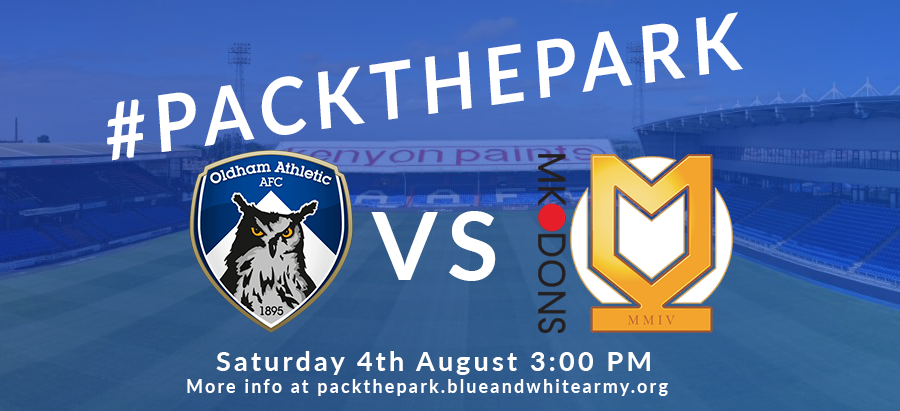 #PACKTHEPARK
kenyon paints
Oldham Athletic
AFC
1895
VS
MK DONS
MMIV
Saturday 4th August 3:00 PM
More info at packthepark.blueandwhitearmy.org